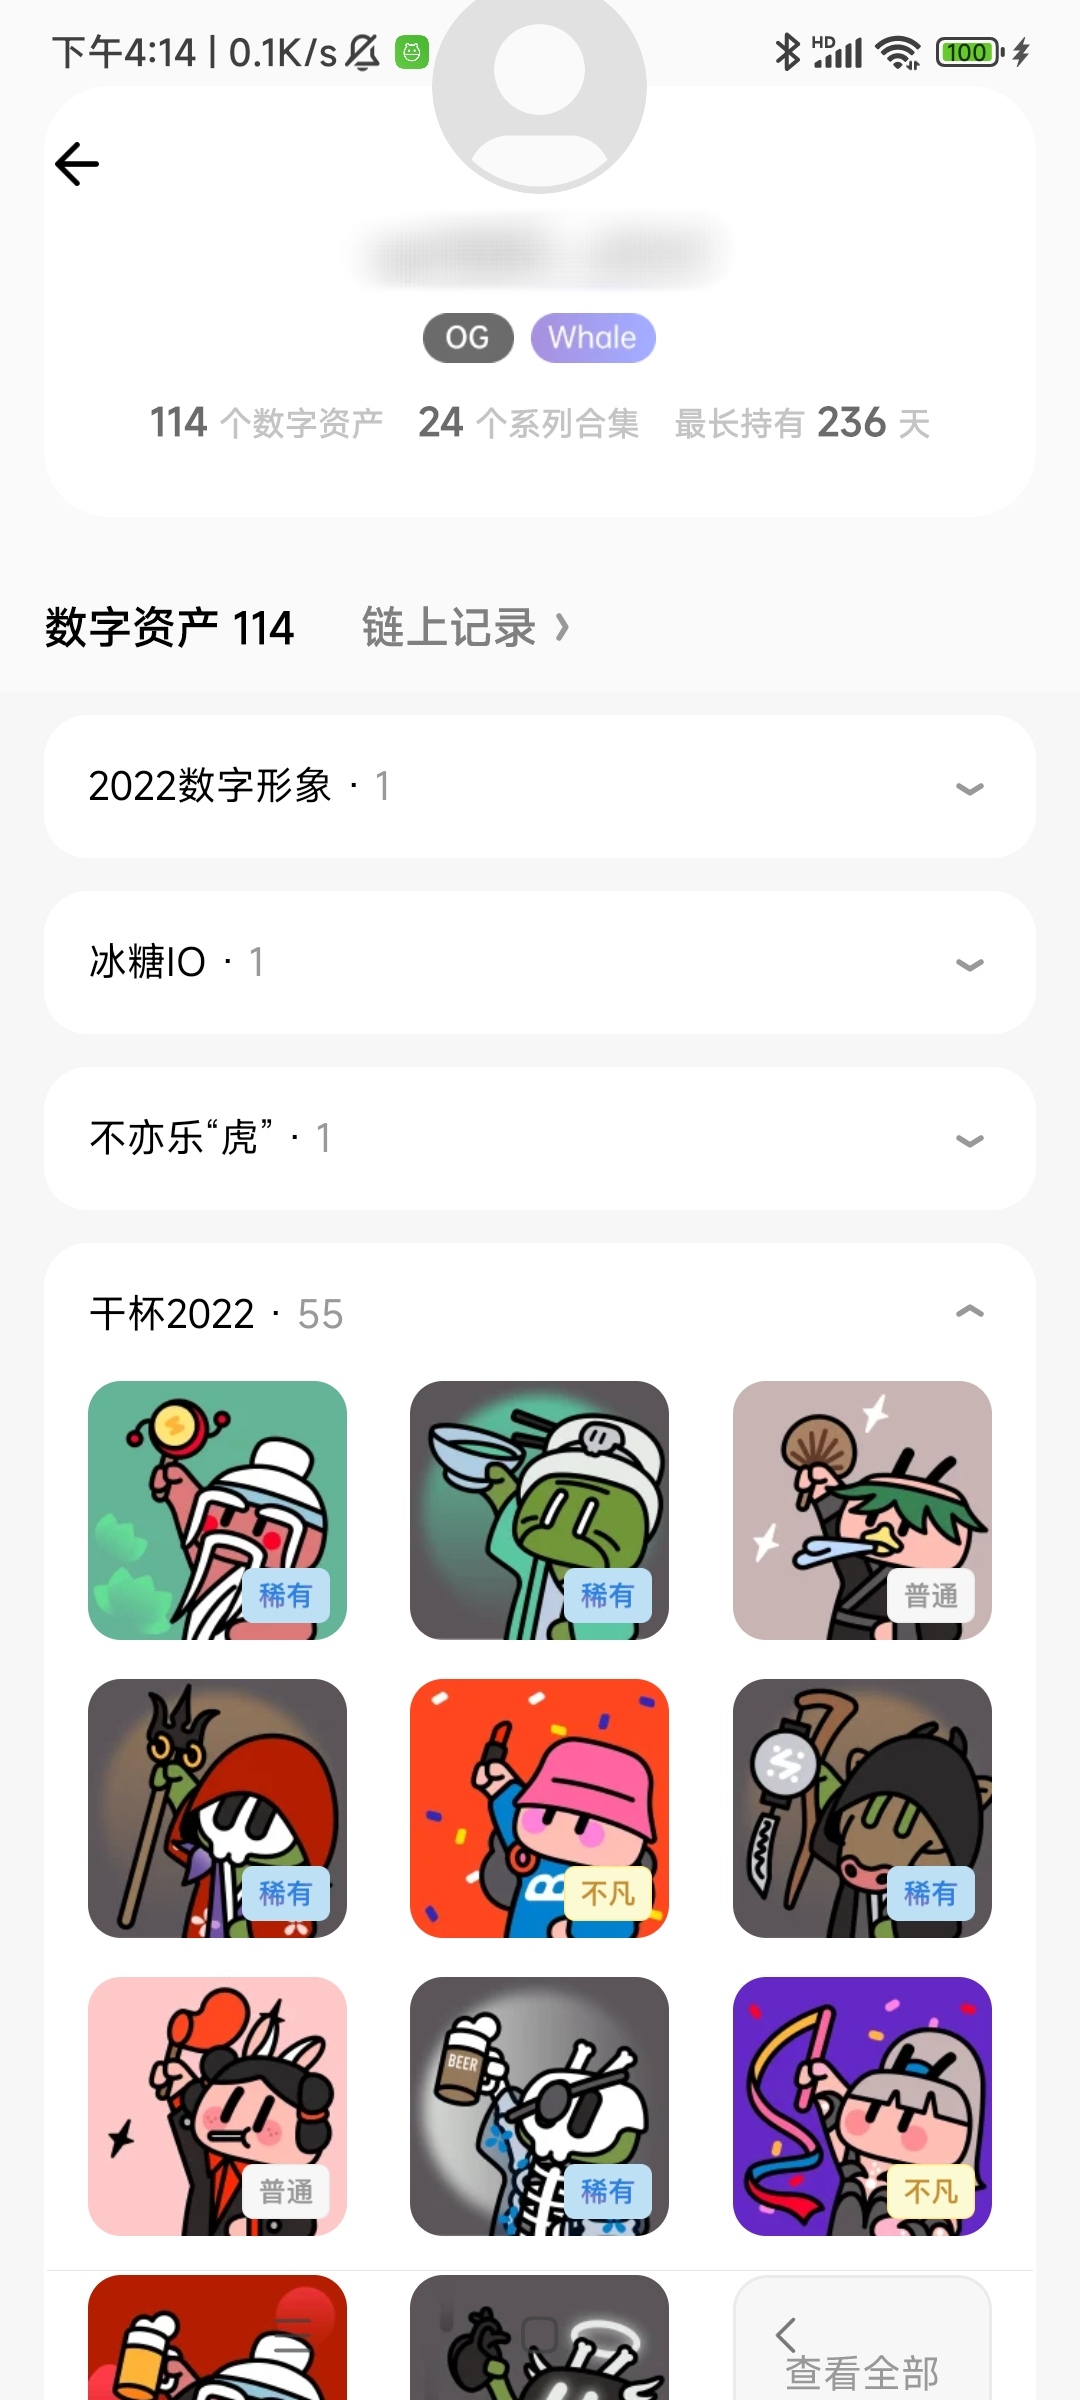 下午4:14 | 0.1K/s
HD
100
OG Whale
114 个数字资产 24 个系列合集 最长持有 236 天
数字资产 114 链上记录 ›
2022数字形象 · 1
冰糖IO · 1
不亦乐“虎” · 1
干杯2022 · 55
稀有 稀有 普通
稀有 不凡 稀有
B
BEER
普通 稀有 不凡
查看全部